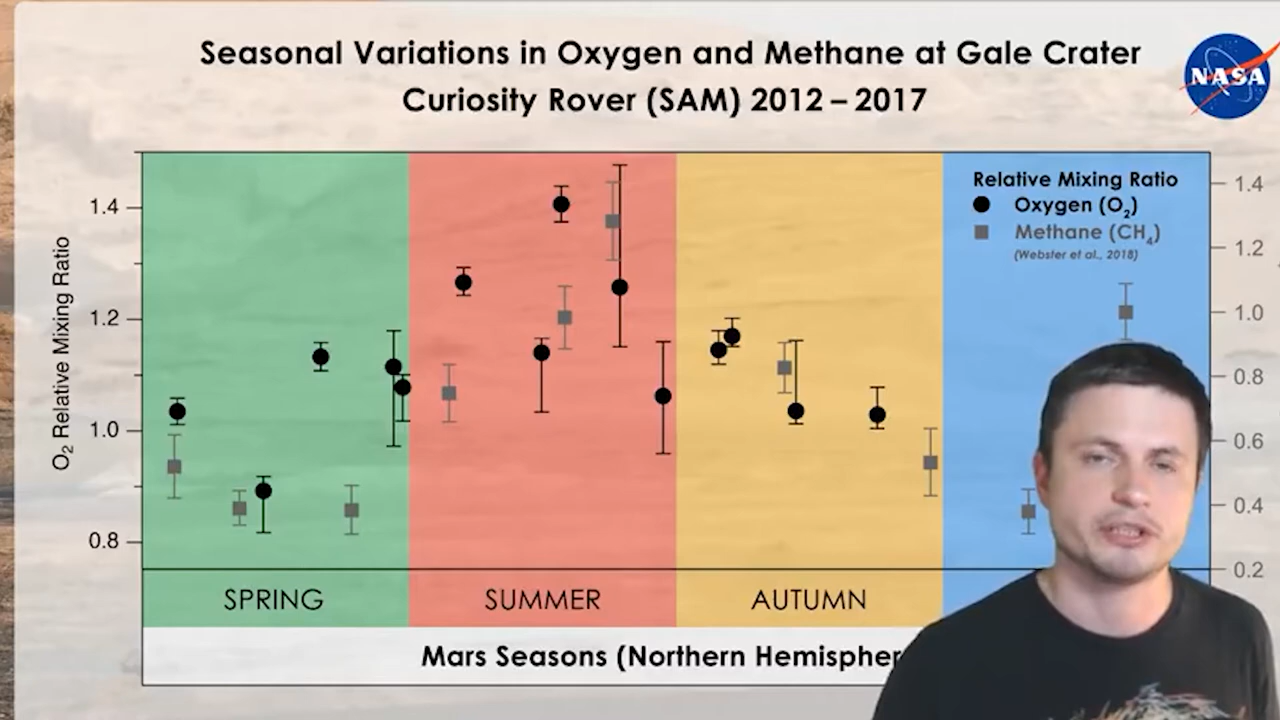 Seasonal Variations in Oxygen and Methane at Gale Crater
Curiosity Rover (SAM) 2012 – 2017
NASA
Relative Mixing Ratio
Oxygen (O₂)
Methane (CH₄)
(Webster et al., 2018)
O₂ Relative Mixing Ratio
1.4
1.2
1.0
0.8
1.4
1.2
1.0
0.8
0.6
0.4
0.2
SPRING
SUMMER
AUTUMN
Mars Seasons (Northern Hemispher